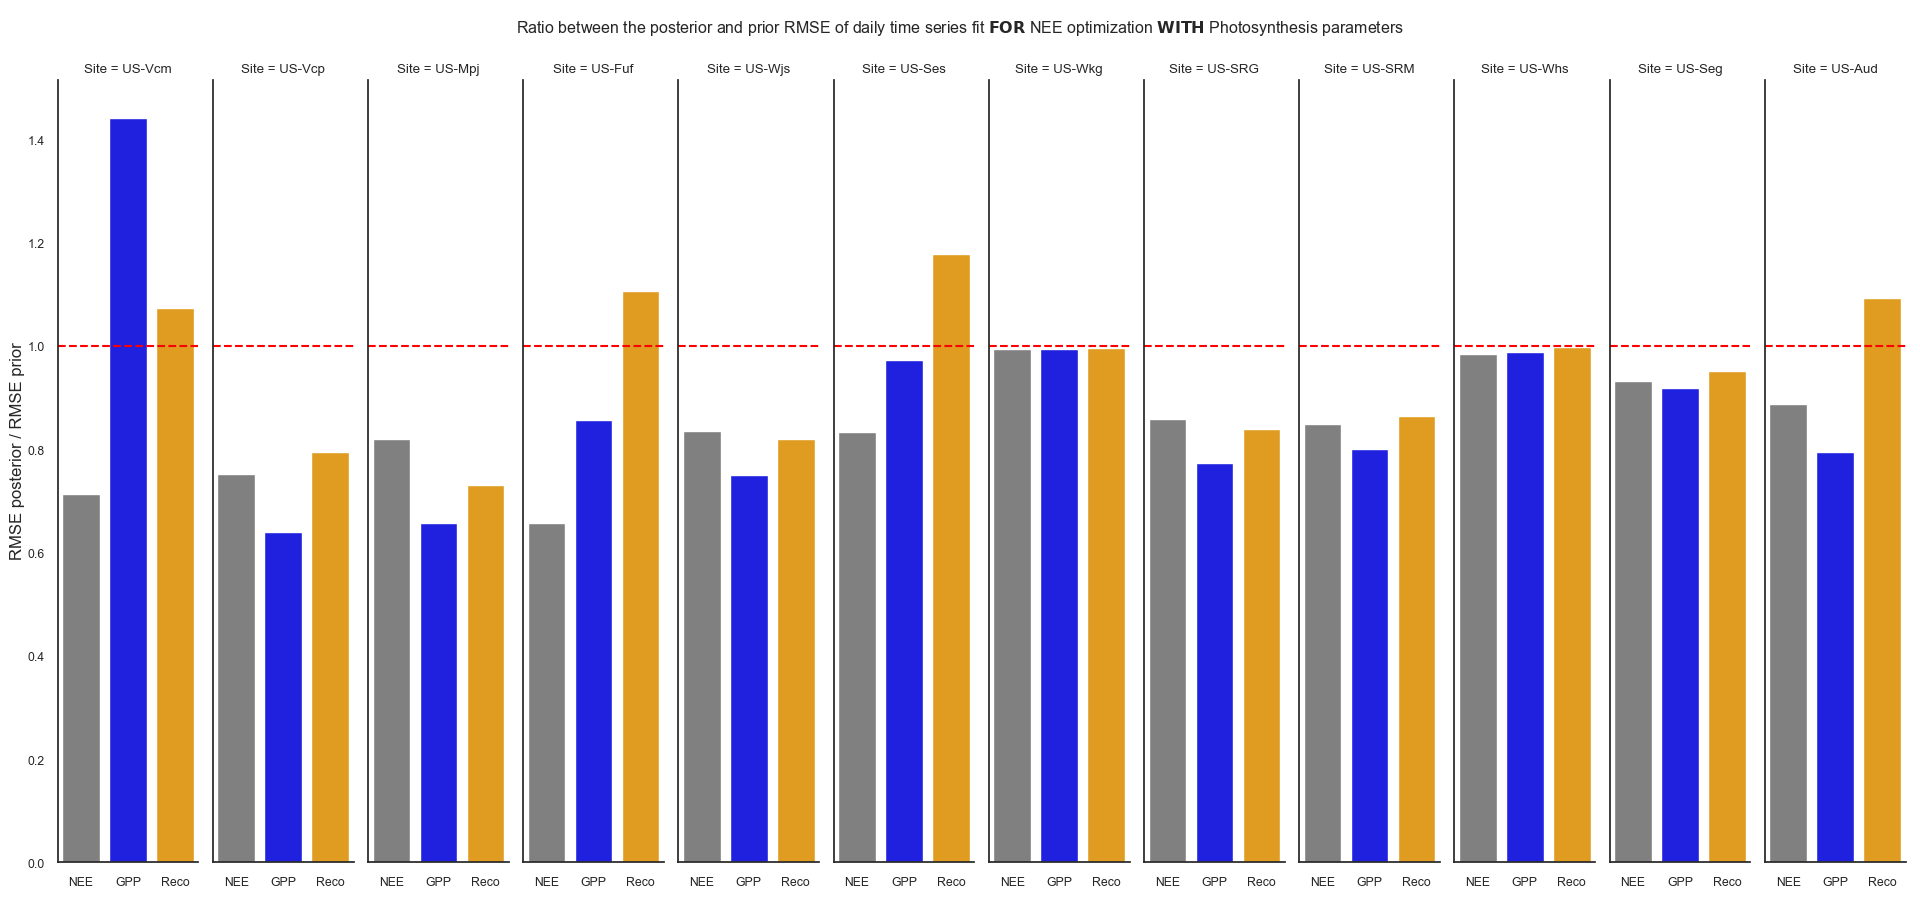 Ratio between the posterior and prior RMSE of daily time series fit FOR NEE optimization WITH Photosynthesis parameters
Site = US-Vcm
Site = US-Vcp
Site = US-Mpj
Site = US-Fuf
Site = US-Wjs
Site = US-Ses
Site = US-Wkg
Site = US-SRG
Site = US-SRM
Site = US-Whs
Site = US-Seg
Site = US-Aud
RMSE posterior / RMSE prior
1.4
1.2
1.0
0.8
0.6
0.4
0.2
0.0
NEE GPP Reco
NEE GPP Reco
NEE GPP Reco
NEE GPP Reco
NEE GPP Reco
NEE GPP Reco
NEE GPP Reco
NEE GPP Reco
NEE GPP Reco
NEE GPP Reco
NEE GPP Reco
NEE GPP Reco